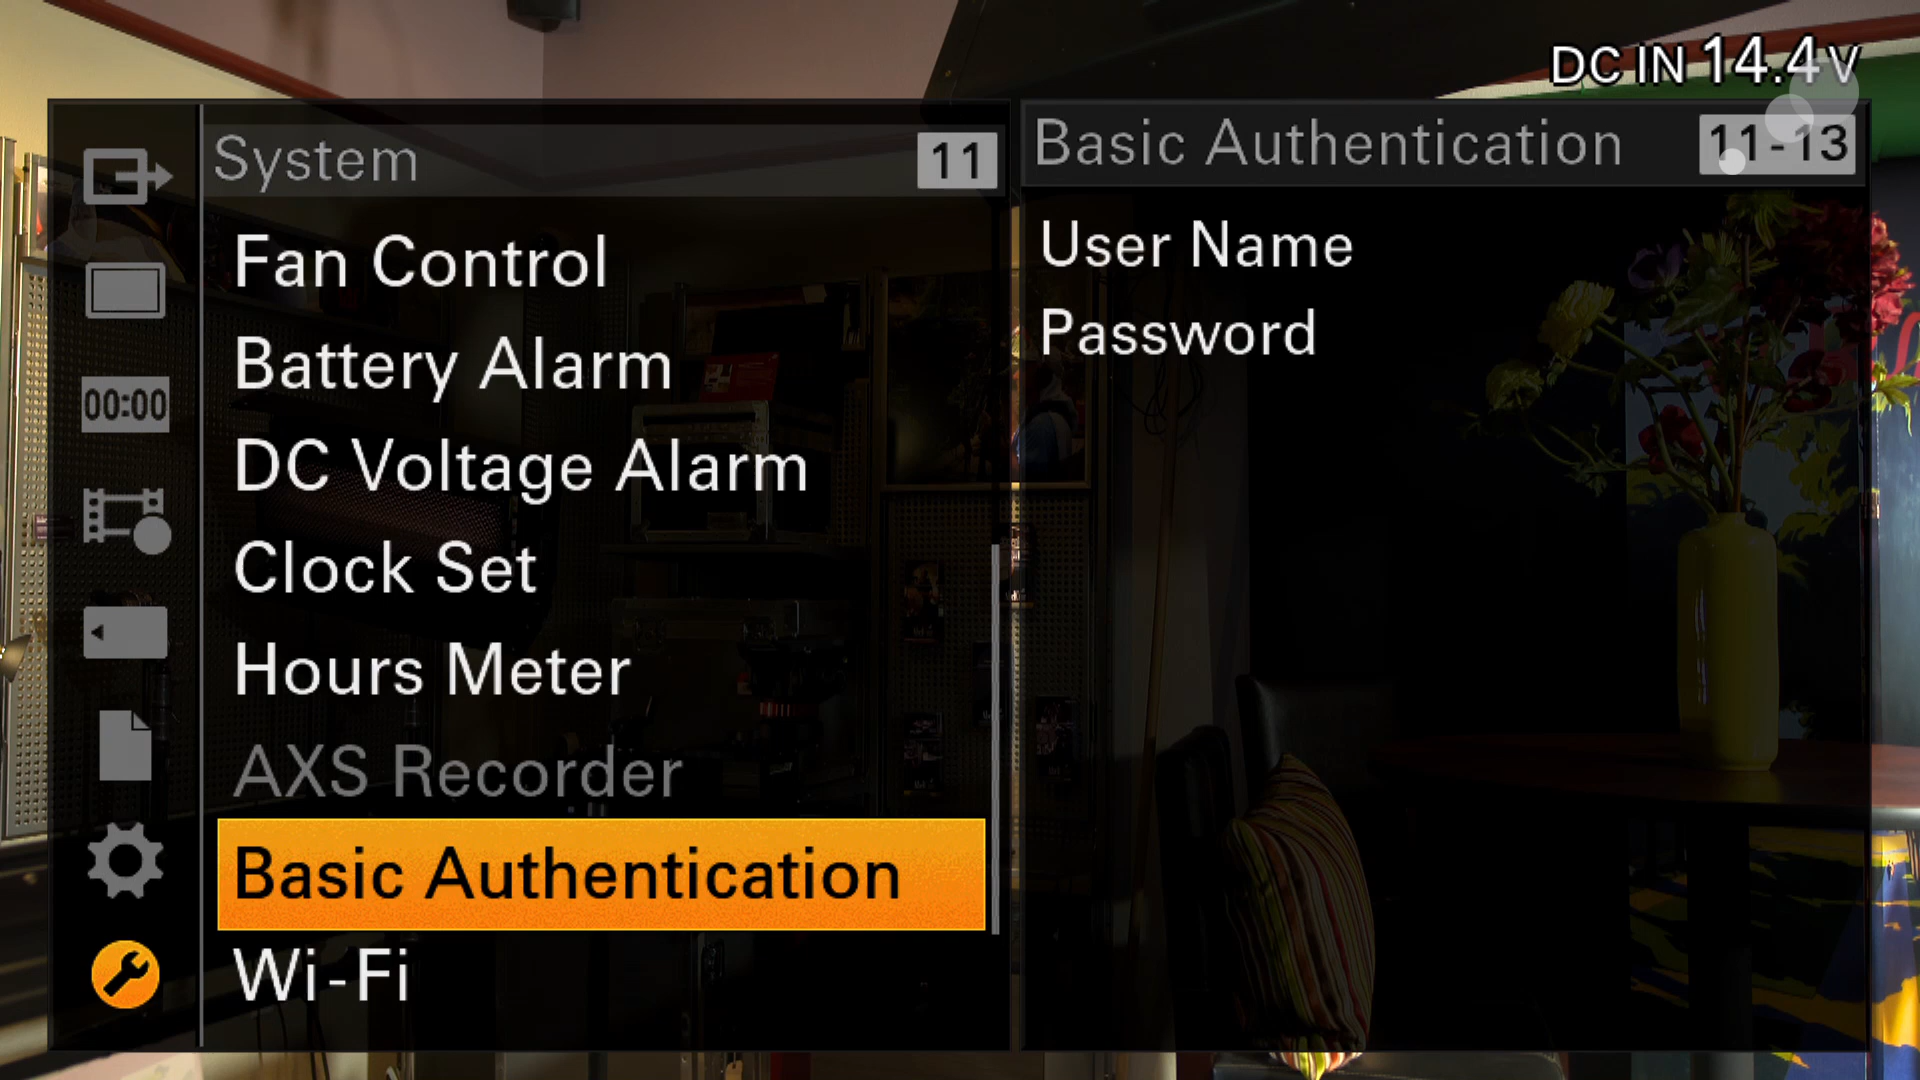 DC IN 14.4V
System 11
Fan Control
Battery Alarm
DC Voltage Alarm
Clock Set
Hours Meter
AXS Recorder
Basic Authentication
Wi-Fi
Basic Authentication 11-13
User Name
Password
00:00